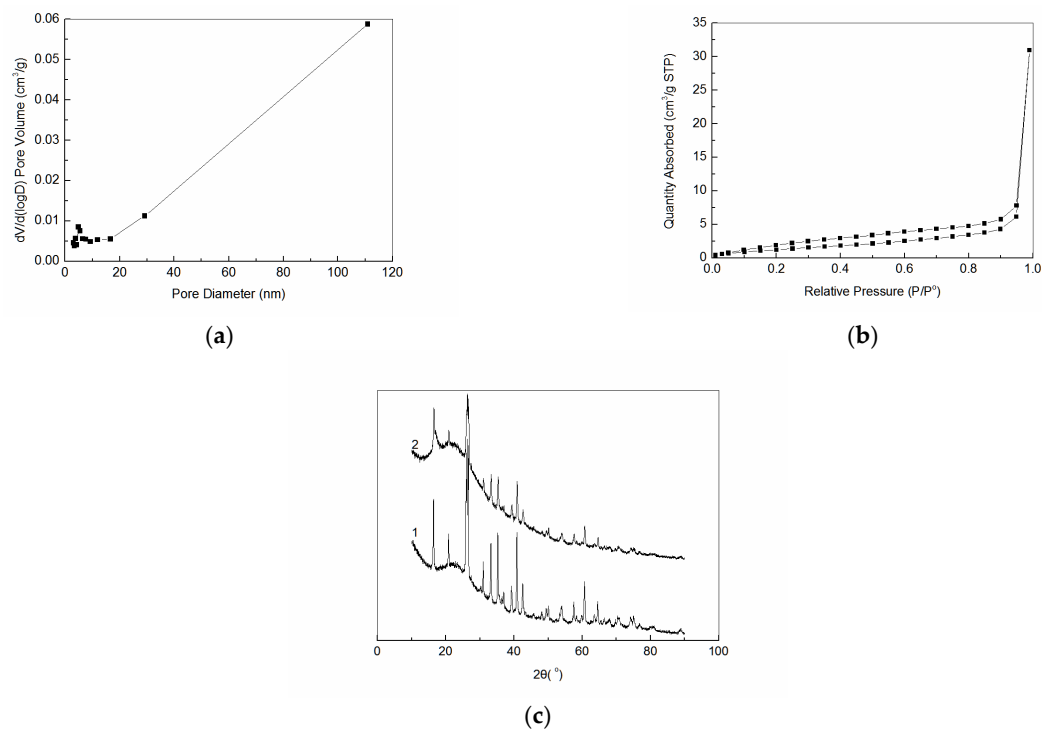 0.06
0.05
0.04
0.03
0.02
0.01
0.00
dV/d(logD) Pore Volume (cm³/g)
0 20 40 60 80 100 120
Pore Diameter (nm)
(a)
35
30
25
20
15
10
5
0
Quantity Absorbed (cm³/g STP)
0.0 0.2 0.4 0.6 0.8 1.0
Relative Pressure (P/P°)
(b)
2
1
0 20 40 60 80 100
2θ( °)
(c)